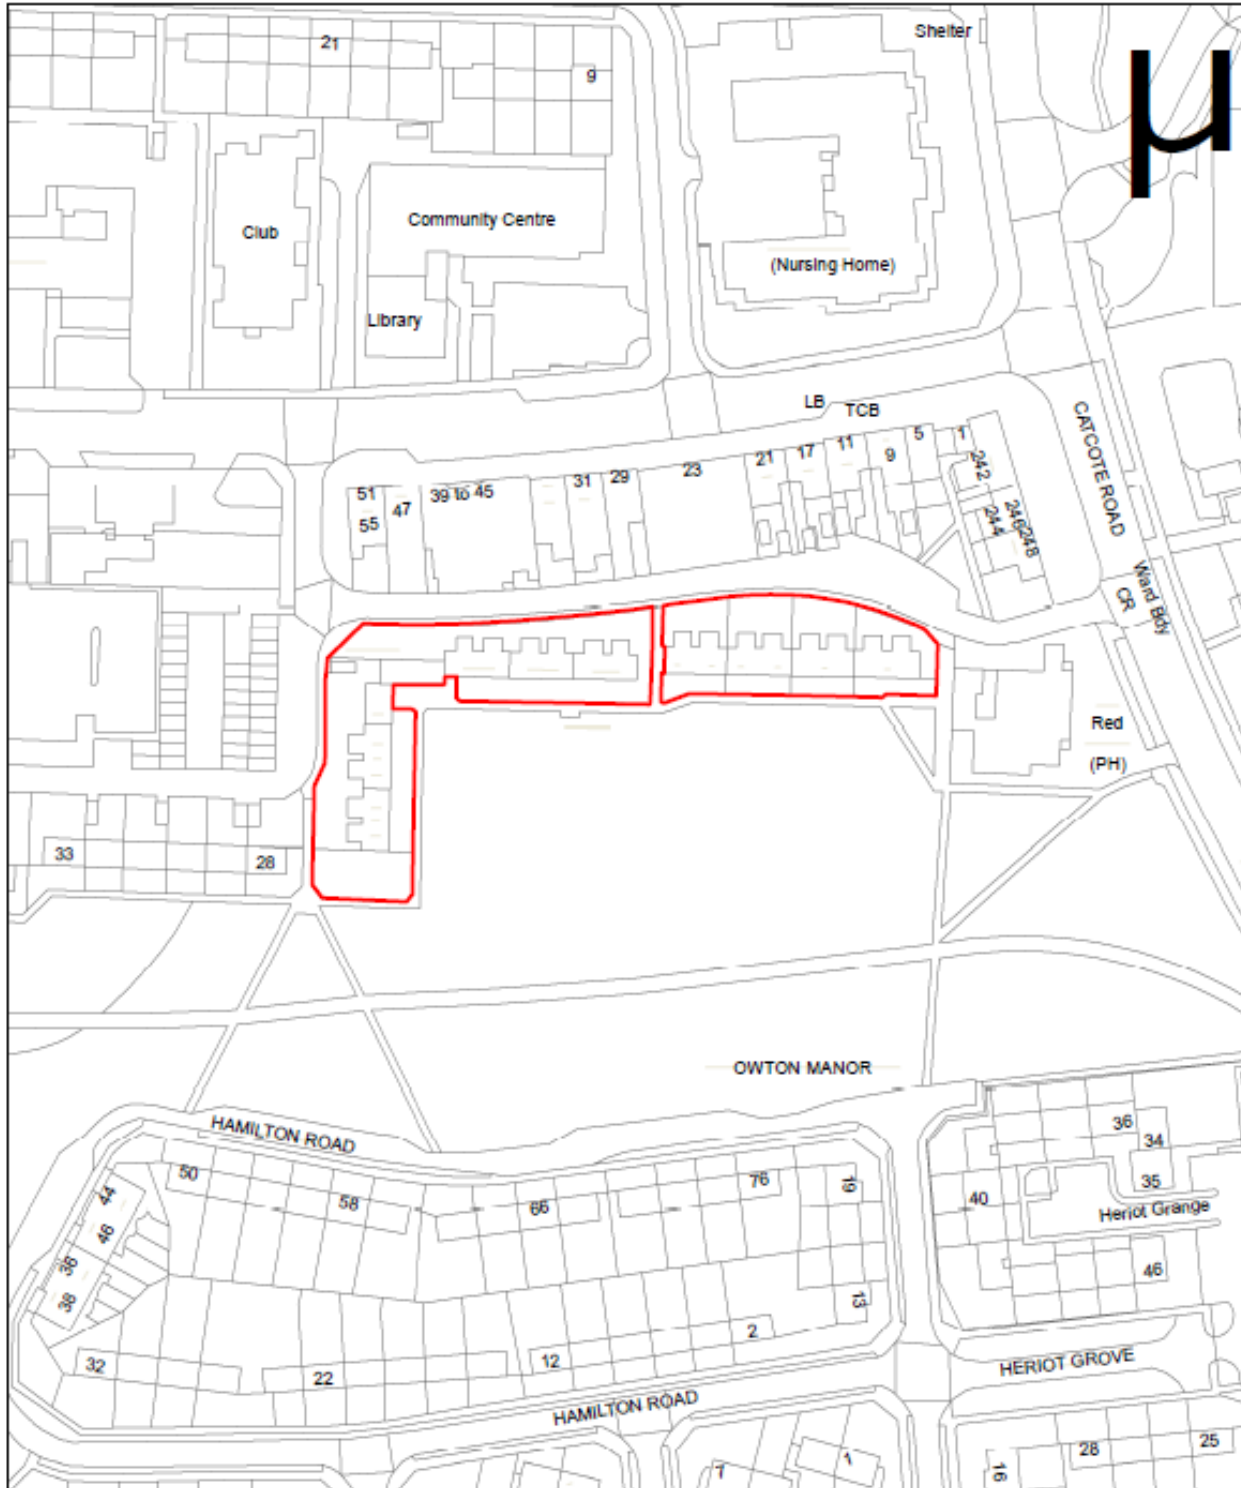 Shelter
µ
21
9
Club
Community Centre
(Nursing Home)
Library
LB
TCB
CATCOTE ROAD
51
55
47
39 to 45
31
29
23
21
17
11
9
5
1
242
244
246
248
Ward Bdy
CR
Red
(PH)
33
28
OWTON MANOR
HAMILTON ROAD
50
58
66
76
19
44
46
36
38
13
32
22
12
2
HAMILTON ROAD
36
34
35
40
Heriot Grange
46
HERIOT GROVE
7
1
16
28
25